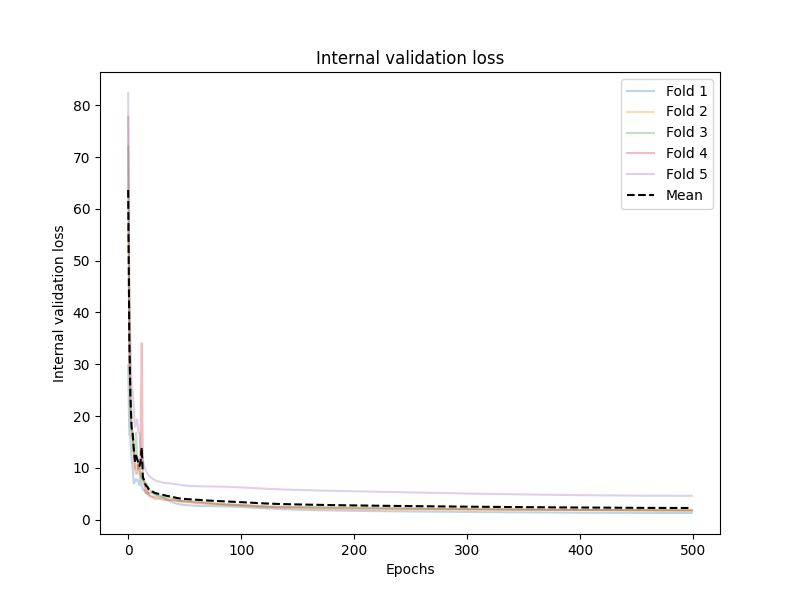 Internal validation loss
Fold 1
Fold 2
Fold 3
Fold 4
Fold 5
Mean
Internal validation loss
80
70
60
50
40
30
20
10
0
0 100 200 300 400 500
Epochs